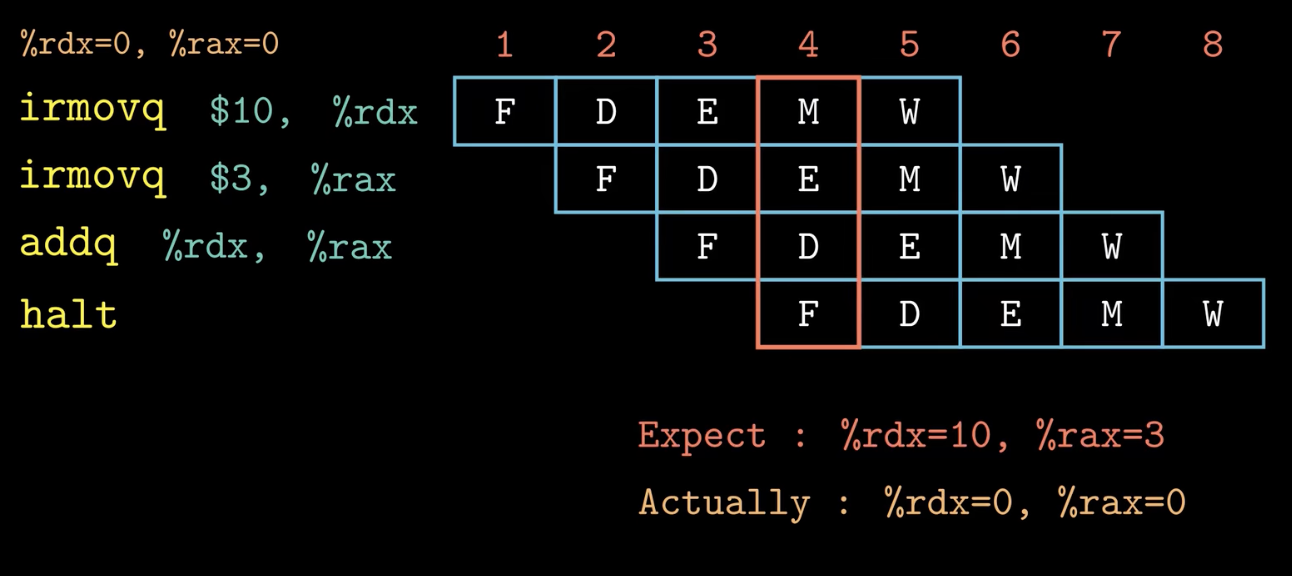 %rdx=0, %rax=0 1 2 3 4 5 6 7 8
irmovq $10, %rdx F D E M W
irmovq $3, %rax F D E M W
addq %rdx, %rax F D E M W
halt F D E M W
Expect : %rdx=10, %rax=3
Actually : %rdx=0, %rax=0